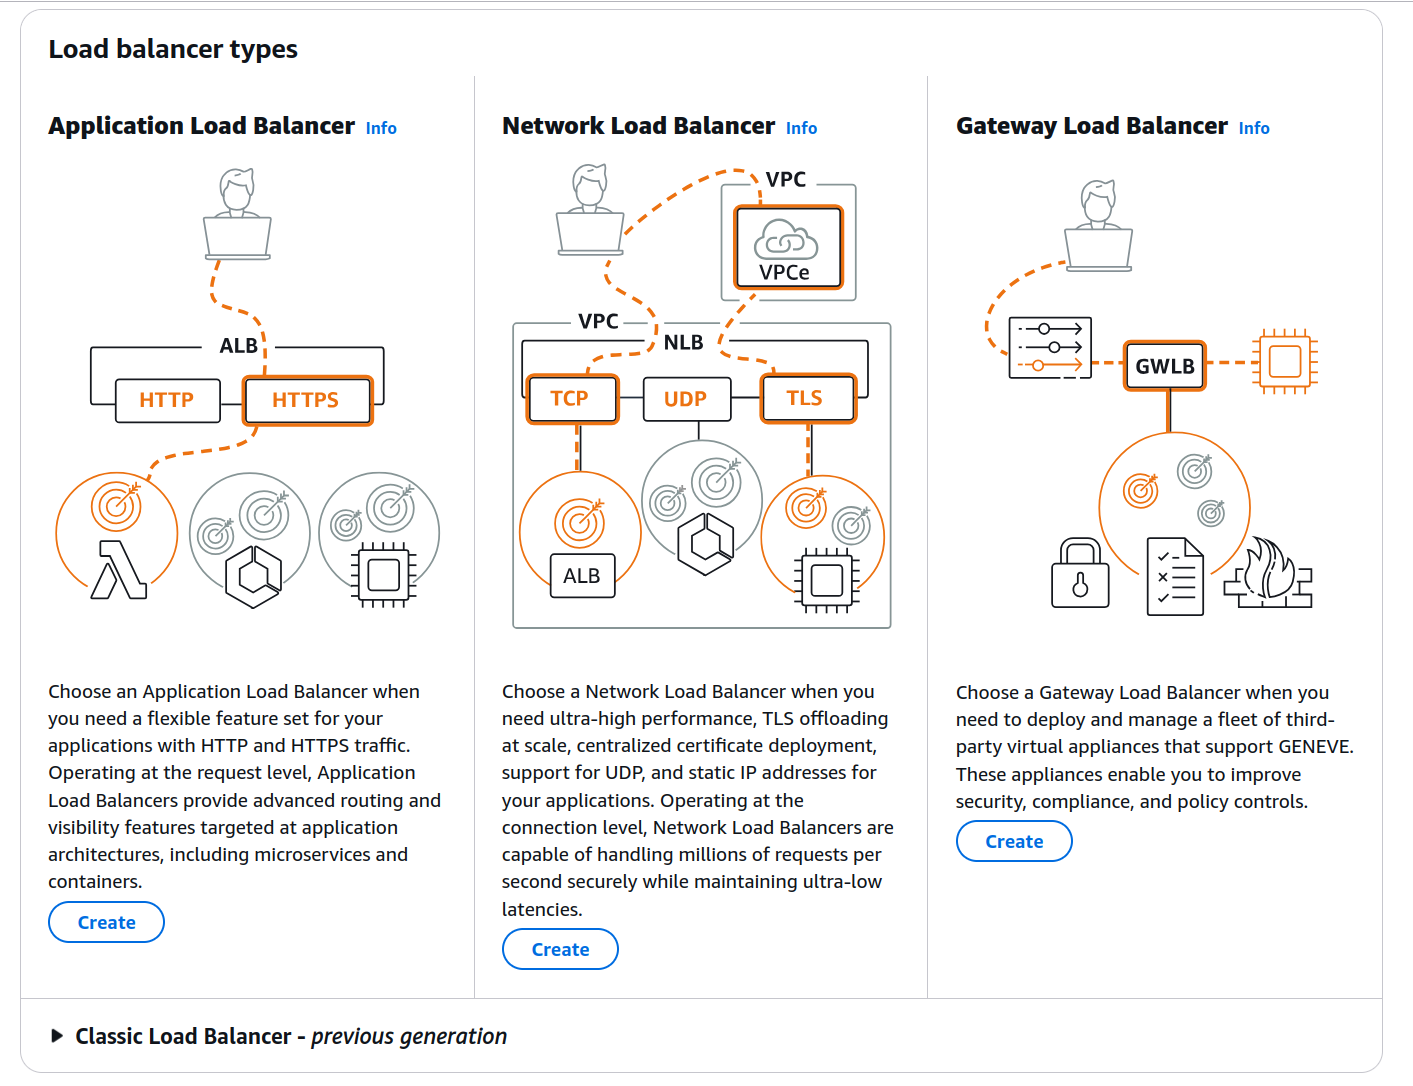 Load balancer types
Application Load Balancer Info
ALB
HTTP
HTTPS
Choose an Application Load Balancer when
you need a flexible feature set for your
applications with HTTP and HTTPS traffic.
Operating at the request level, Application
Load Balancers provide advanced routing and
visibility features targeted at application
architectures, including microservices and
containers.
Create
Network Load Balancer Info
VPC
VPCe
VPC
NLB
TCP
UDP
TLS
ALB
Choose a Network Load Balancer when you
need ultra-high performance, TLS offloading
at scale, centralized certificate deployment,
support for UDP, and static IP addresses for
your applications. Operating at the
connection level, Network Load Balancers are
capable of handling millions of requests per
second securely while maintaining ultra-low
latencies.
Create
Gateway Load Balancer Info
GWLB
Choose a Gateway Load Balancer when you
need to deploy and manage a fleet of third-
party virtual appliances that support GENEVE.
These appliances enable you to improve
security, compliance, and policy controls.
Create
Classic Load Balancer - previous generation